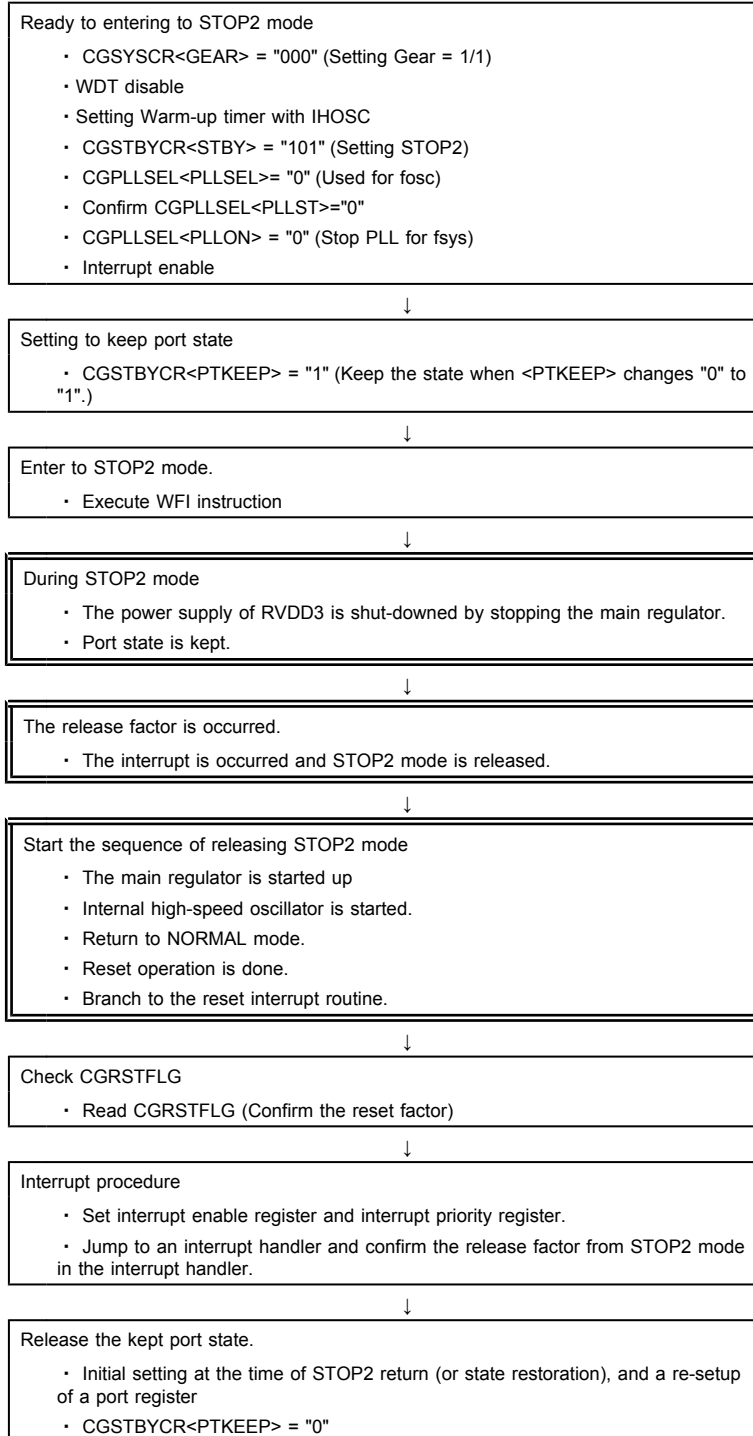 Ready to entering to STOP2 mode
・ CGSYSCR<GEAR> = "000" (Setting Gear = 1/1)
・WDT disable
・Setting Warm-up timer with IHOSC
・ CGSTBYCR<STBY> = "101" (Setting STOP2)
・ CGPLLSEL<PLLSEL>= "0" (Used for fosc)
・ Confirm CGPLLSEL<PLLST>="0"
・ CGPLLSEL<PLLON> = "0" (Stop PLL for fsys)
・ Interrupt enable
↓
Setting to keep port state
・ CGSTBYCR<PTKEEP> = "1" (Keep the state when <PTKEEP> changes "0" to
"1".)
↓
Enter to STOP2 mode.
・ Execute WFI instruction
↓
During STOP2 mode
・ The power supply of RVDD3 is shut-downed by stopping the main regulator.
・ Port state is kept.
↓
The release factor is occurred.
・ The interrupt is occurred and STOP2 mode is released.
↓
Start the sequence of releasing STOP2 mode
・ The main regulator is started up
・ Internal high-speed oscillator is started.
・ Return to NORMAL mode.
・ Reset operation is done.
・ Branch to the reset interrupt routine.
↓
Check CGRSTFLG
・ Read CGRSTFLG (Confirm the reset factor)
↓
Interrupt procedure
・ Set interrupt enable register and interrupt priority register.
・ Jump to an interrupt handler and confirm the release factor from STOP2 mode
in the interrupt handler.
↓
Release the kept port state.
・ Initial setting at the time of STOP2 return (or state restoration), and a re-setup
of a port register
・ CGSTBYCR<PTKEEP> = "0"